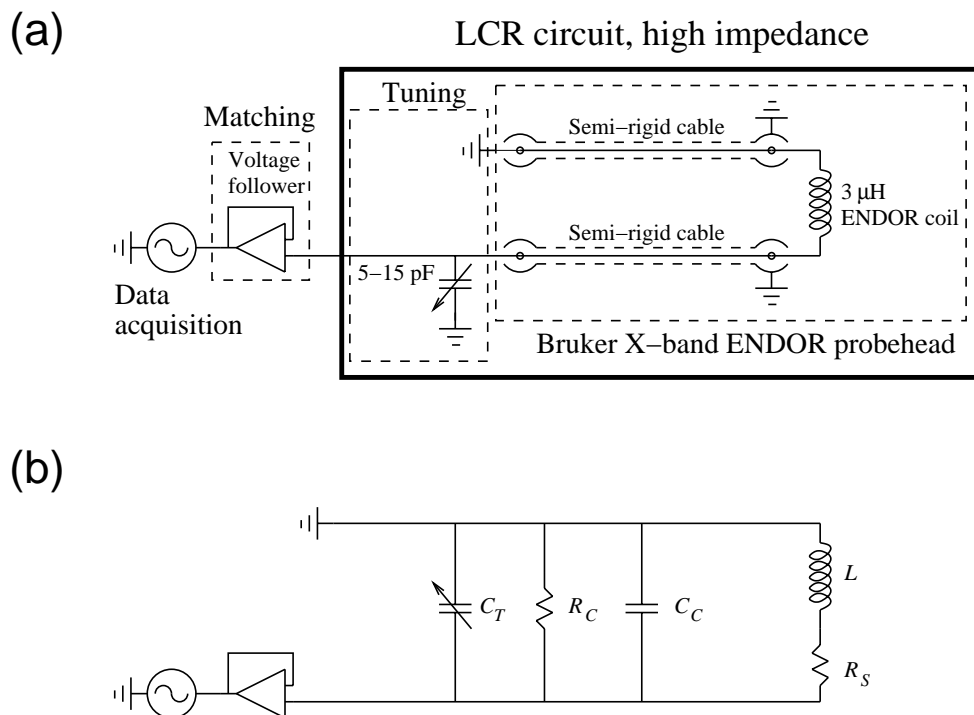 (a)
LCR circuit, high impedance
Tuning
Matching
Voltage
follower
Semi−rigid cable
3 μH
ENDOR coil
Semi−rigid cable
5−15 pF
Data
acquisition
Bruker X−band ENDOR probehead
(b)
C_T
R_C
C_C
L
R_S